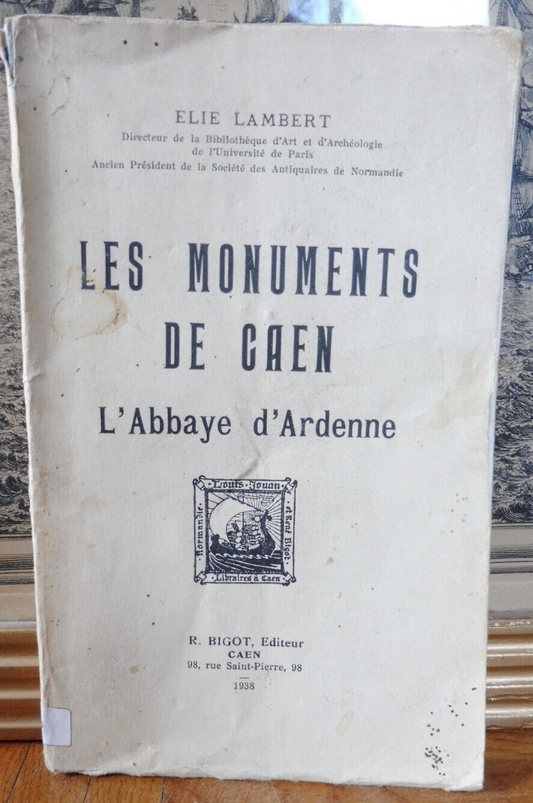 ELIE LAMBERT
Directeur de la Bibliothèque d'Art et d'Archéologie
de l'Université de Paris
Ancien Président de la Société des Antiquaires de Normandie
LES MONUMENTS
DE CAEN
L'Abbaye d'Ardenne
Louis Jouan
Normandie
et René Bigot
Libraires à Caen
R. BIGOT, Editeur
CAEN
98, rue Saint-Pierre, 98
1938